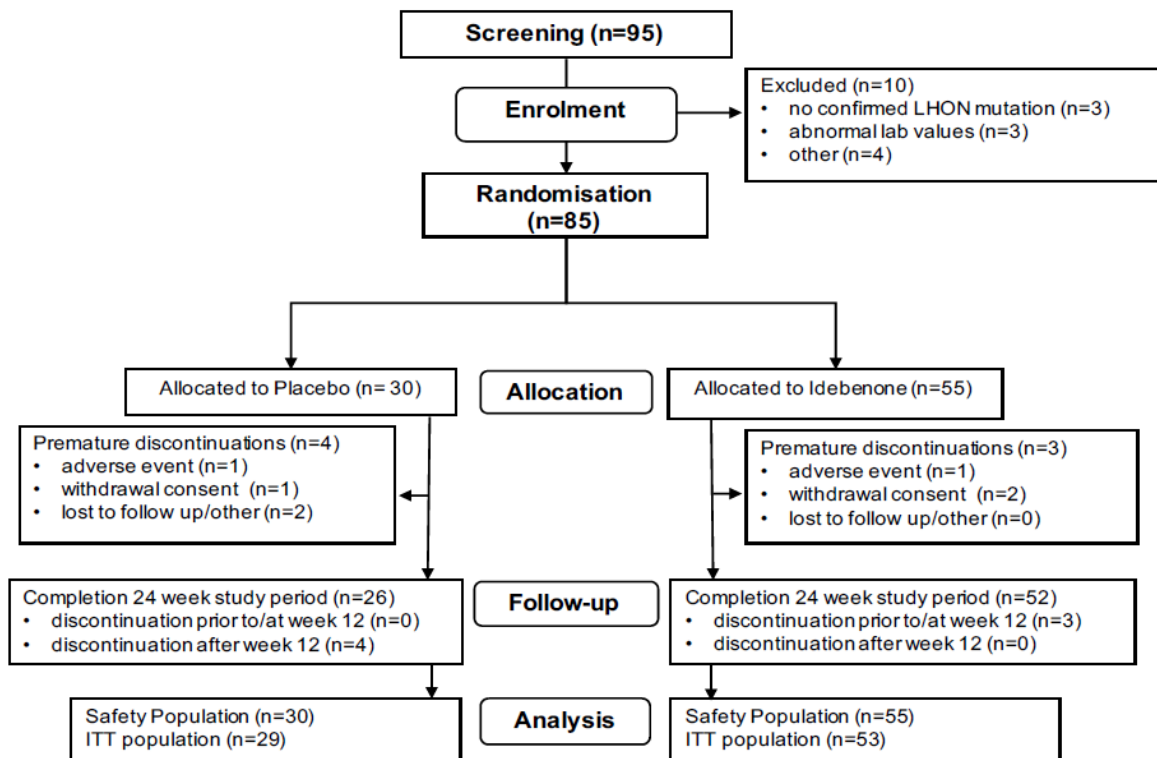 Screening (n=95)
Enrolment
Excluded (n=10)
• no confirmed LHON mutation (n=3)
• abnormal lab values (n=3)
• other (n=4)
Randomisation
(n=85)
Allocated to Placebo (n= 30)
Allocation
Allocated to Idebenone (n=55)
Premature discontinuations (n=4)
• adverse event (n=1)
• withdrawal consent (n=1)
• lost to follow up/other (n=2)
Premature discontinuations (n=3)
• adverse event (n=1)
• withdrawal consent (n=2)
• lost to follow up/other (n=0)
Completion 24 week study period (n=26)
• discontinuation prior to/at week 12 (n=0)
• discontinuation after week 12 (n=4)
Follow-up
Completion 24 week study period (n=52)
• discontinuation prior to/at week 12 (n=3)
• discontinuation after week 12 (n=0)
Safety Population (n=30)
ITT population (n=29)
Analysis
Safety Population (n=55)
ITT population (n=53)